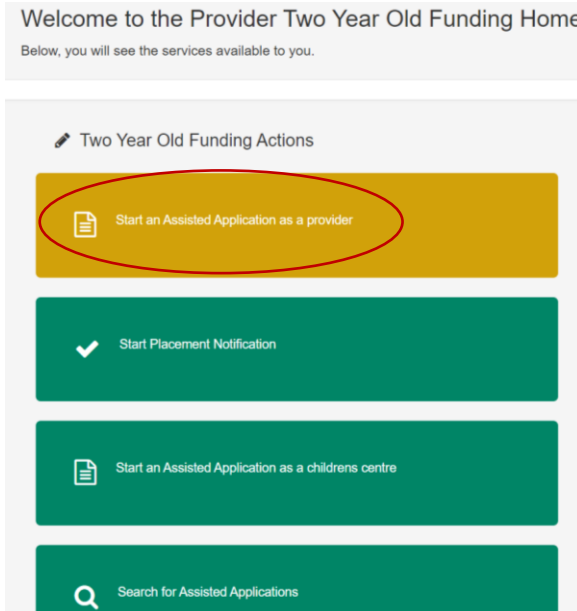 Welcome to the Provider Two Year Old Funding Home
Below, you will see the services available to you.
Two Year Old Funding Actions
Start an Assisted Application as a provider
Start Placement Notification
Start an Assisted Application as a childrens centre
Search for Assisted Applications